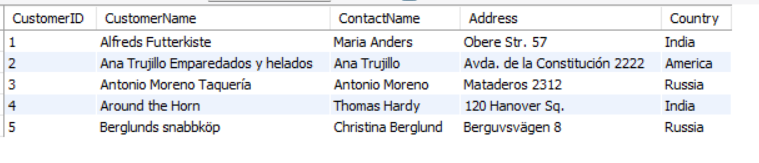 CustomerID CustomerName ContactName Address Country
1 Alfreds Futterkiste Maria Anders Obere Str. 57 India
2 Ana Trujillo Emparedados y helados Ana Trujillo Avda. de la Constitución 2222 America
3 Antonio Moreno Taquería Antonio Moreno Mataderos 2312 Russia
4 Around the Horn Thomas Hardy 120 Hanover Sq. India
5 Berglunds snabbköp Christina Berglund Berguvsvägen 8 Russia